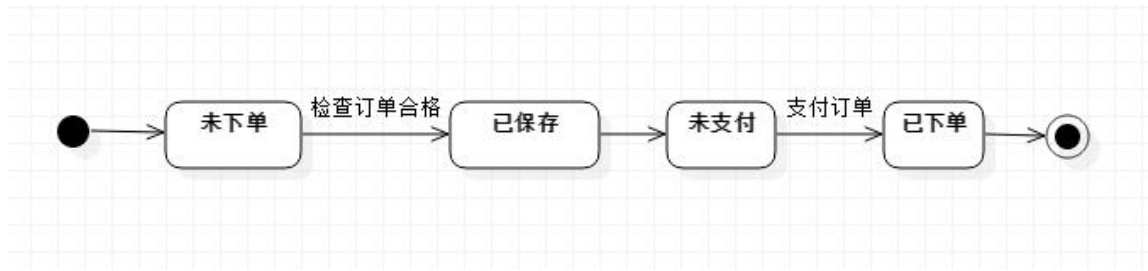 未下单
检查订单合格
已保存
未支付
支付订单
已下单